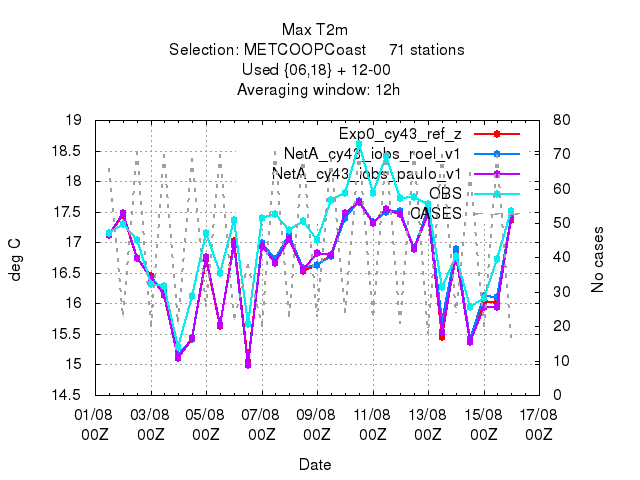 Max T2m
Selection: METCOOPCoast 71 stations
Used {06,18} + 12-00
Averaging window: 12h
Exp0_cy43_ref_z
NetA_cy43_iobs_roel_v1
NetA_cy43_iobs_paulo_v1
OBS
CASES
deg C
19
18.5
18
17.5
17
16.5
16
15.5
15
14.5
No cases
80
70
60
50
40
30
20
10
0
01/08 03/08 05/08 07/08 09/08 11/08 13/08 15/08 17/08
00Z 00Z 00Z 00Z 00Z 00Z 00Z 00Z 00Z
Date